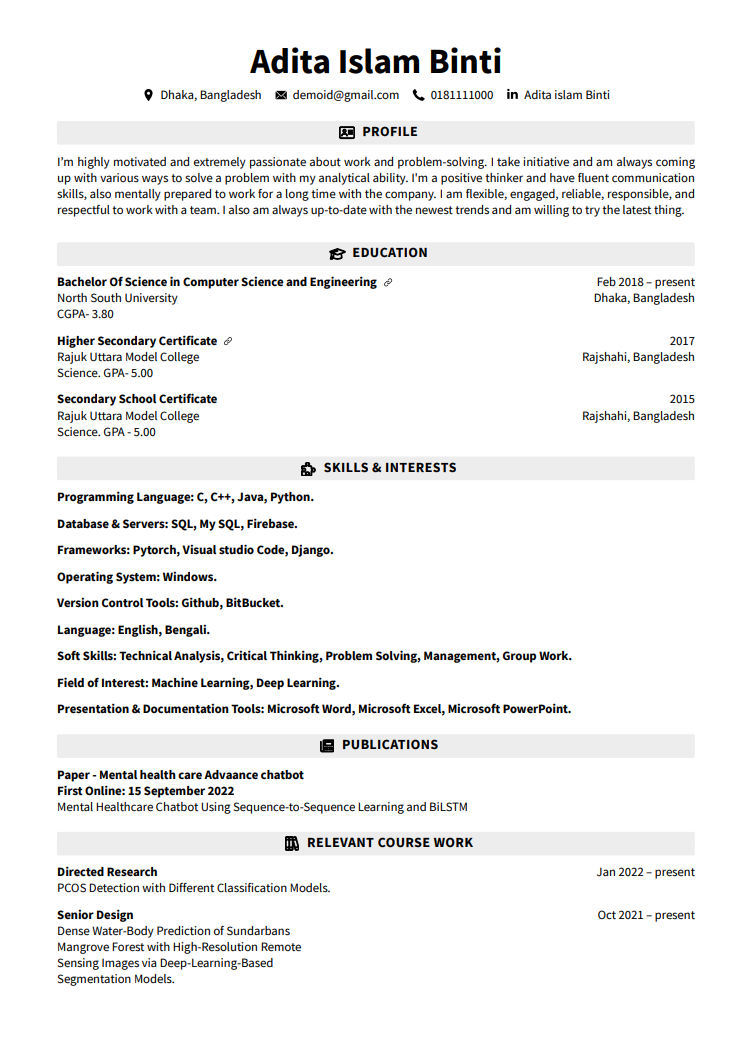 Adita Islam Binti
Dhaka, Bangladesh demoid@gmail.com 0181111000 in Adita islam Binti
PROFILE
I'm highly motivated and extremely passionate about work and problem-solving. I take initiative and am always coming
up with various ways to solve a problem with my analytical ability. I'm a positive thinker and have fluent communication
skills, also mentally prepared to work for a long time with the company. I am flexible, engaged, reliable, responsible, and
respectful to work with a team. I also am always up-to-date with the newest trends and am willing to try the latest thing.
EDUCATION
Bachelor Of Science in Computer Science and Engineering Feb 2018 – present
North South University Dhaka, Bangladesh
CGPA- 3.80
Higher Secondary Certificate 2017
Rajuk Uttara Model College Rajshahi, Bangladesh
Science. GPA- 5.00
Secondary School Certificate 2015
Rajuk Uttara Model College Rajshahi, Bangladesh
Science. GPA - 5.00
SKILLS & INTERESTS
Programming Language: C, C++, Java, Python.
Database & Servers: SQL, My SQL, Firebase.
Frameworks: Pytorch, Visual studio Code, Django.
Operating System: Windows.
Version Control Tools: Github, BitBucket.
Language: English, Bengali.
Soft Skills: Technical Analysis, Critical Thinking, Problem Solving, Management, Group Work.
Field of Interest: Machine Learning, Deep Learning.
Presentation & Documentation Tools: Microsoft Word, Microsoft Excel, Microsoft PowerPoint.
PUBLICATIONS
Paper - Mental health care Advaance chatbot
First Online: 15 September 2022
Mental Healthcare Chatbot Using Sequence-to-Sequence Learning and BiLSTM
RELEVANT COURSE WORK
Directed Research Jan 2022 – present
PCOS Detection with Different Classification Models.
Senior Design Oct 2021 – present
Dense Water-Body Prediction of Sundarbans
Mangrove Forest with High-Resolution Remote
Sensing Images via Deep-Learning-Based
Segmentation Models.